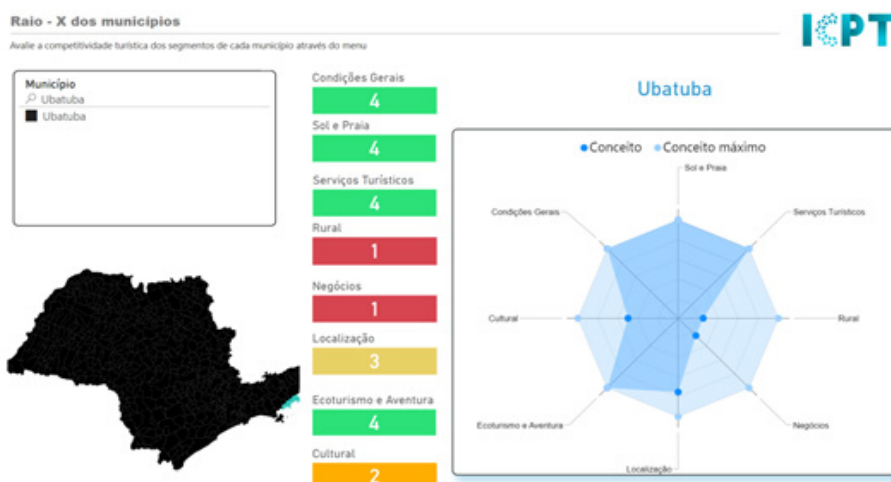 Raio - X dos municípios
ICPT
Avalie a competitividade turística dos segmentos de cada município através do menu
Município
Ubatuba
Ubatuba
Condições Gerais
4
Sol e Praia
4
Serviços Turísticos
4
Rural
1
Negócios
1
Localização
3
Ecoturismo e Aventura
4
Cultural
2
Ubatuba
Conceito Conceito máximo
Sol e Praia
Condições Gerais
Serviços Turísticos
Cultural
Rural
Ecoturismo e Aventura
Negócios
Localização